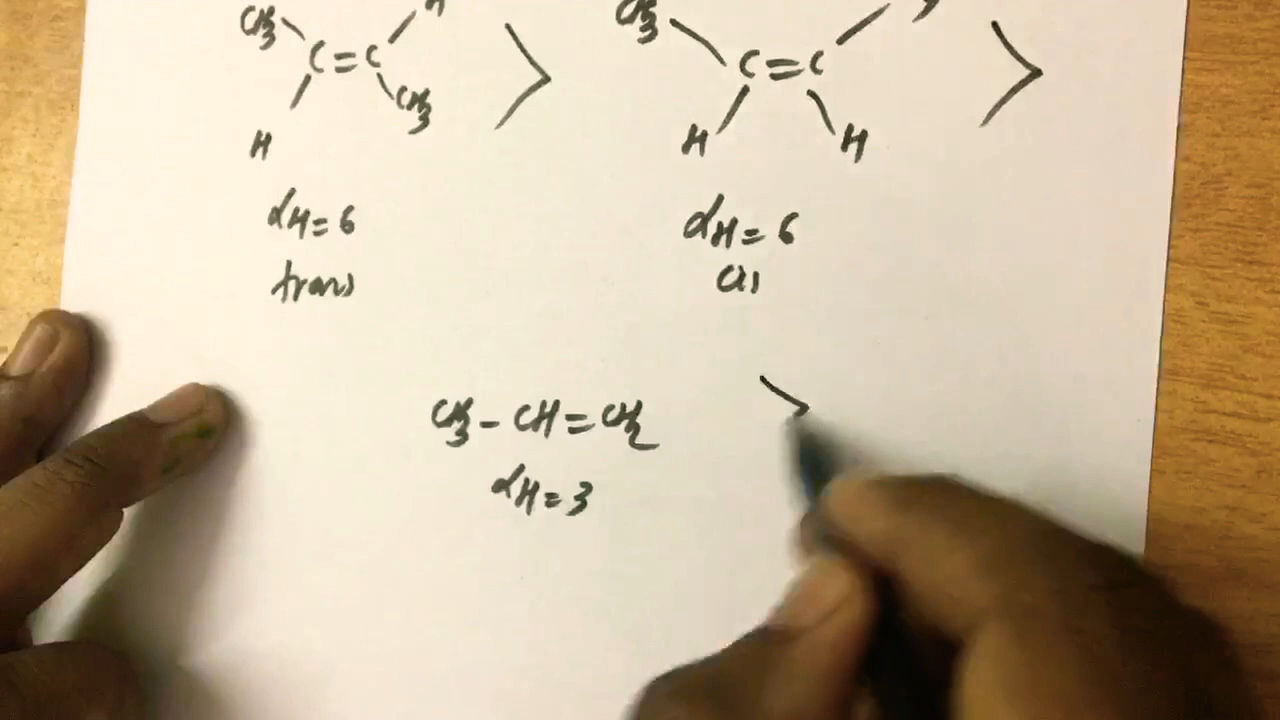 CH3 C=C CH3 > CH3 C=C >
H H H
αH=6 αH=6
trans cis
CH3-CH=CH2
αH=3